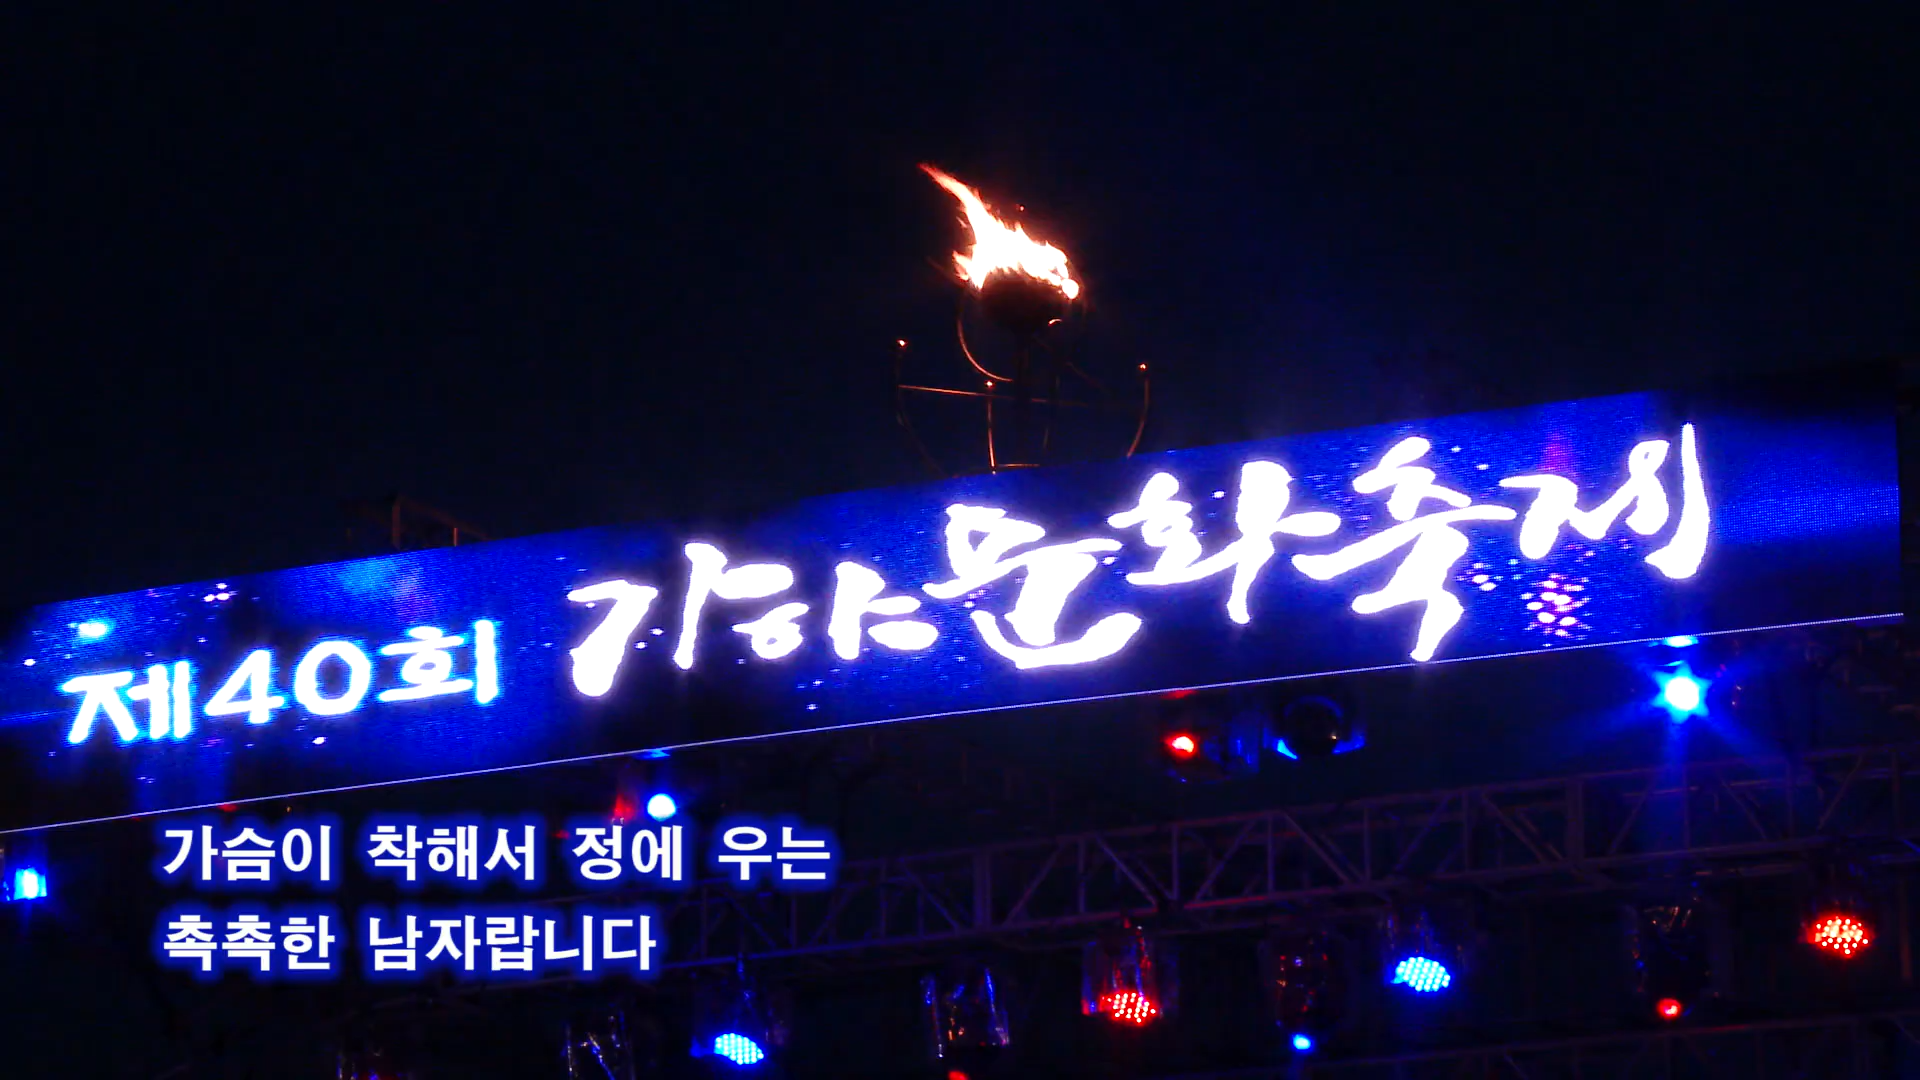 제40회 가야문화축제
가슴이 착해서 정에 우는
촉촉한 남자랍니다